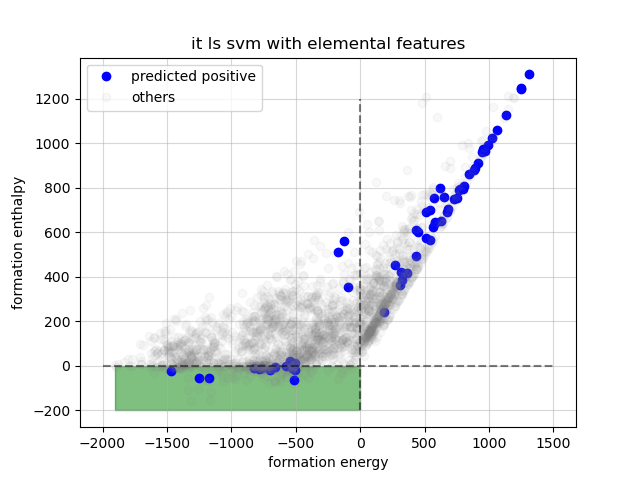 it ls svm with elemental features
predicted positive
others
formation enthalpy
1200
1000
800
600
400
200
0
−200
−2000 −1500 −1000 −500 0 500 1000 1500
formation energy